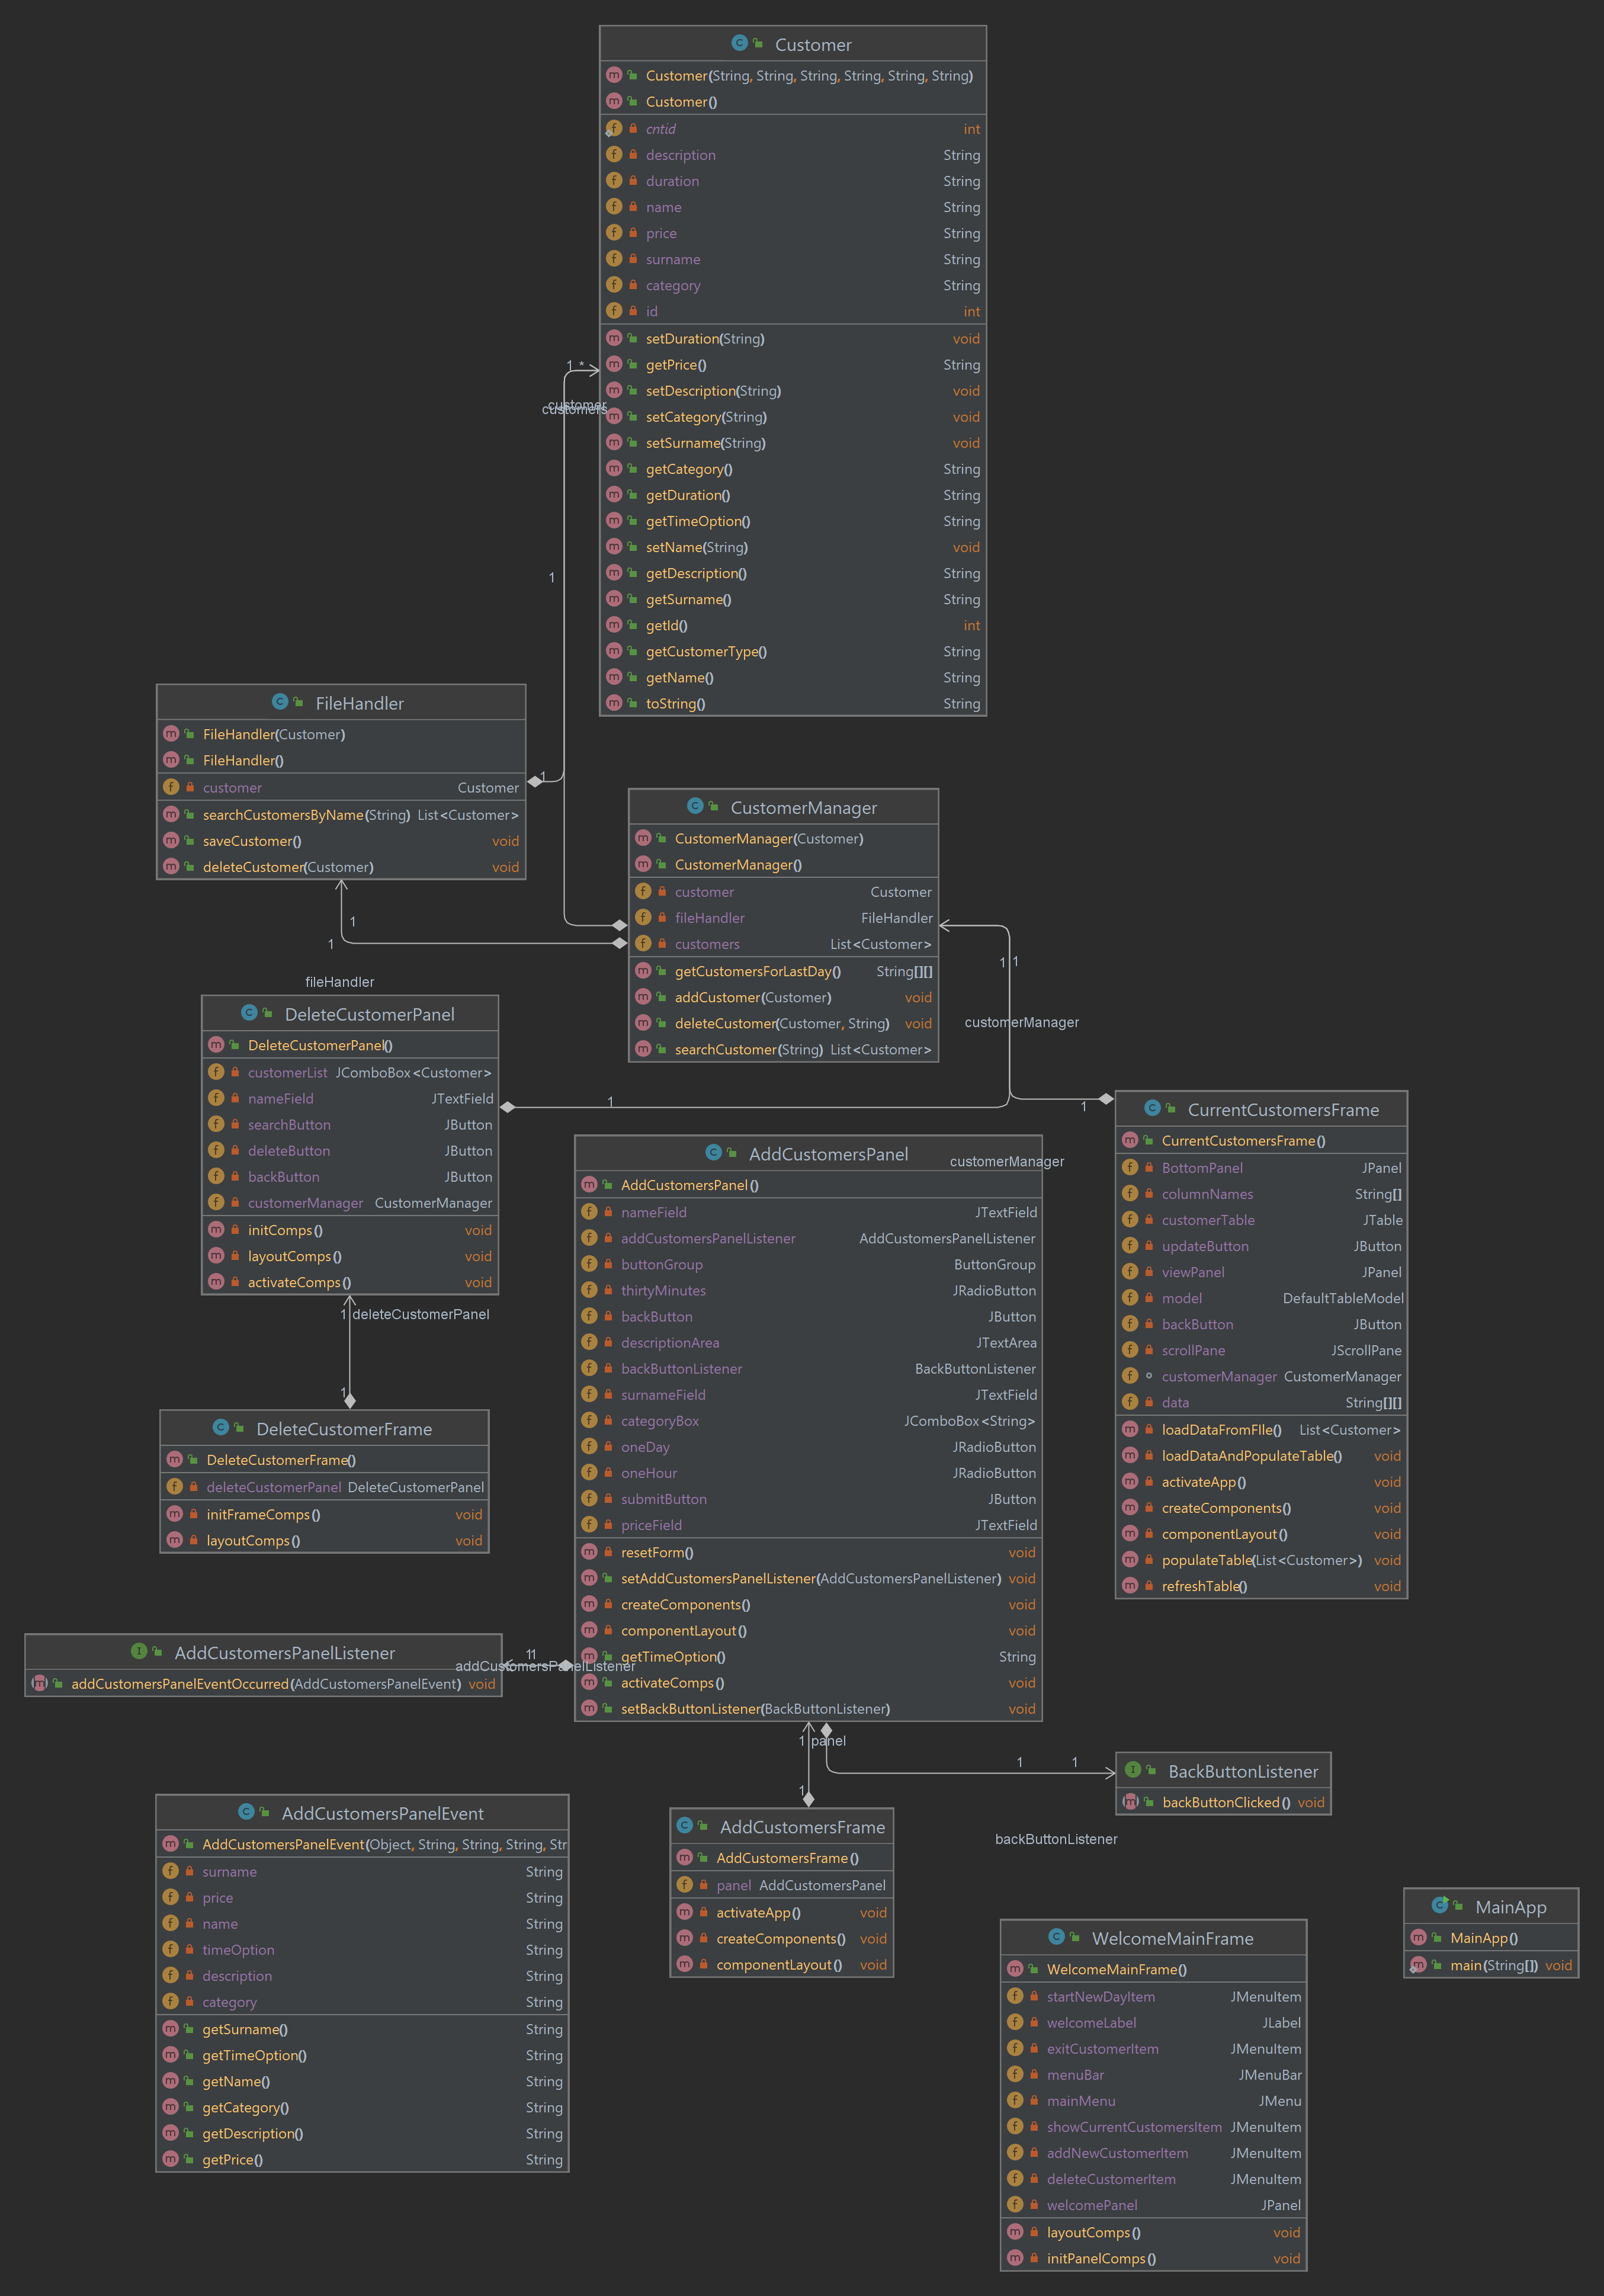 Customer
Customer(String, String, String, String, String, String)
Customer()
cntid int
description String
duration String
name String
price String
surname String
category String
id int
setDuration(String) void
getPrice() String
setDescription(String) void
setCategory(String) void
setSurname(String) void
getCategory() String
getDuration() String
getTimeOption() String
setName(String) void
getDescription() String
getSurname() String
getId() int
getCustomerType() String
getName() String
toString() String
1 *
customer
customers
1
FileHandler
FileHandler(Customer)
FileHandler()
customer Customer
searchCustomersByName(String) List<Customer>
saveCustomer() void
deleteCustomer(Customer) void
1
CustomerManager
CustomerManager(Customer)
CustomerManager()
customer Customer
fileHandler FileHandler
customers List<Customer>
getCustomersForLastDay() String[][]
addCustomer(Customer) void
deleteCustomer(Customer, String) void
searchCustomer(String) List<Customer>
1
1
fileHandler
1
1
customerManager
DeleteCustomerPanel
DeleteCustomerPanel()
customerList JComboBox<Customer>
nameField JTextField
searchButton JButton
deleteButton JButton
backButton JButton
customerManager CustomerManager
initComps() void
layoutComps() void
activateComps() void
1
1
CurrentCustomersFrame
CurrentCustomersFrame()
BottomPanel JPanel
columnNames String[]
customerTable JTable
updateButton JButton
viewPanel JPanel
model DefaultTableModel
backButton JButton
scrollPane JScrollPane
customerManager CustomerManager
data String[][]
loadDataFromFIle() List<Customer>
loadDataAndPopulateTable() void
activateApp() void
createComponents() void
componentLayout() void
populateTable(List<Customer>) void
refreshTable() void
AddCustomersPanel
customerManager
AddCustomersPanel()
nameField JTextField
addCustomersPanelListener AddCustomersPanelListener
buttonGroup ButtonGroup
thirtyMinutes JRadioButton
backButton JButton
descriptionArea JTextArea
backButtonListener BackButtonListener
surnameField JTextField
categoryBox JComboBox<String>
oneDay JRadioButton
oneHour JRadioButton
submitButton JButton
priceField JTextField
resetForm() void
setAddCustomersPanelListener(AddCustomersPanelListener) void
createComponents() void
componentLayout() void
getTimeOption() String
activateComps() void
setBackButtonListener(BackButtonListener) void
1 deleteCustomerPanel
1
DeleteCustomerFrame
DeleteCustomerFrame()
deleteCustomerPanel DeleteCustomerPanel
initFrameComps() void
layoutComps() void
AddCustomersPanelListener
addCustomersPanelEventOccurred(AddCustomersPanelEvent) void
1 1
addCustomersPanelListener
1 panel
1
1 1
BackButtonListener
backButtonClicked() void
backButtonListener
AddCustomersPanelEvent
AddCustomersPanelEvent(Object, String, String, String, Str
surname String
price String
name String
timeOption String
description String
category String
getSurname() String
getTimeOption() String
getName() String
getCategory() String
getDescription() String
getPrice() String
AddCustomersFrame
AddCustomersFrame()
panel AddCustomersPanel
activateApp() void
createComponents() void
componentLayout() void
MainApp
MainApp()
main(String[]) void
WelcomeMainFrame
WelcomeMainFrame()
startNewDayItem JMenuItem
welcomeLabel JLabel
exitCustomerItem JMenuItem
menuBar JMenuBar
mainMenu JMenu
showCurrentCustomersItem JMenuItem
addNewCustomerItem JMenuItem
deleteCustomerItem JMenuItem
welcomePanel JPanel
layoutComps() void
initPanelComps() void